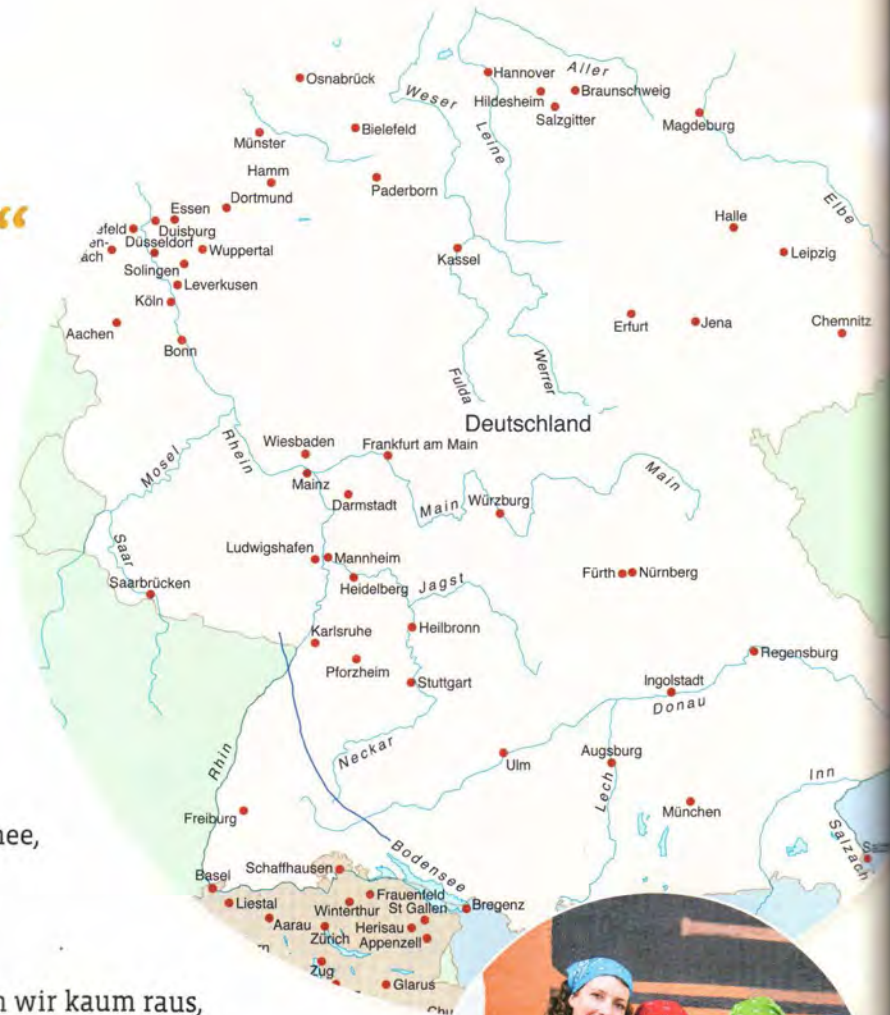 Osnabrück
Hannover
Aller
Weser
Hildesheim
Braunschweig
Salzgitter
Magdeburg
Münster
Bielefeld
Leine
Hamm
Paderborn
Dortmund
Elbe
“
Essen
Duisburg
Halle
Düsseldorf
Wuppertal
Kassel
Leipzig
Solingen
Leverkusen
Köln
Aachen
Bonn
Erfurt
Jena
Chemnitz
Fulda
Werrer
Deutschland
Mosel
Rhein
Wiesbaden
Frankfurt am Main
Mainz
Main
Darmstadt
Main
Würzburg
Saar
Ludwigshafen
Mannheim
Saarbrücken
Heidelberg
Jagst
Fürth
Nürnberg
Karlsruhe
Heilbronn
Pforzheim
Stuttgart
Regensburg
Ingolstadt
Donau
Rhin
Neckar
Ulm
Augsburg
Lech
Inn
München
Salzach
Freiburg
Bodensee
Basel
Schaffhausen
Liestal
Frauenfeld
Winterthur
St Gallen
Bregenz
Aarau
Zürich
Herisau
Appenzell
Zug
Glarus
wir kaum raus,